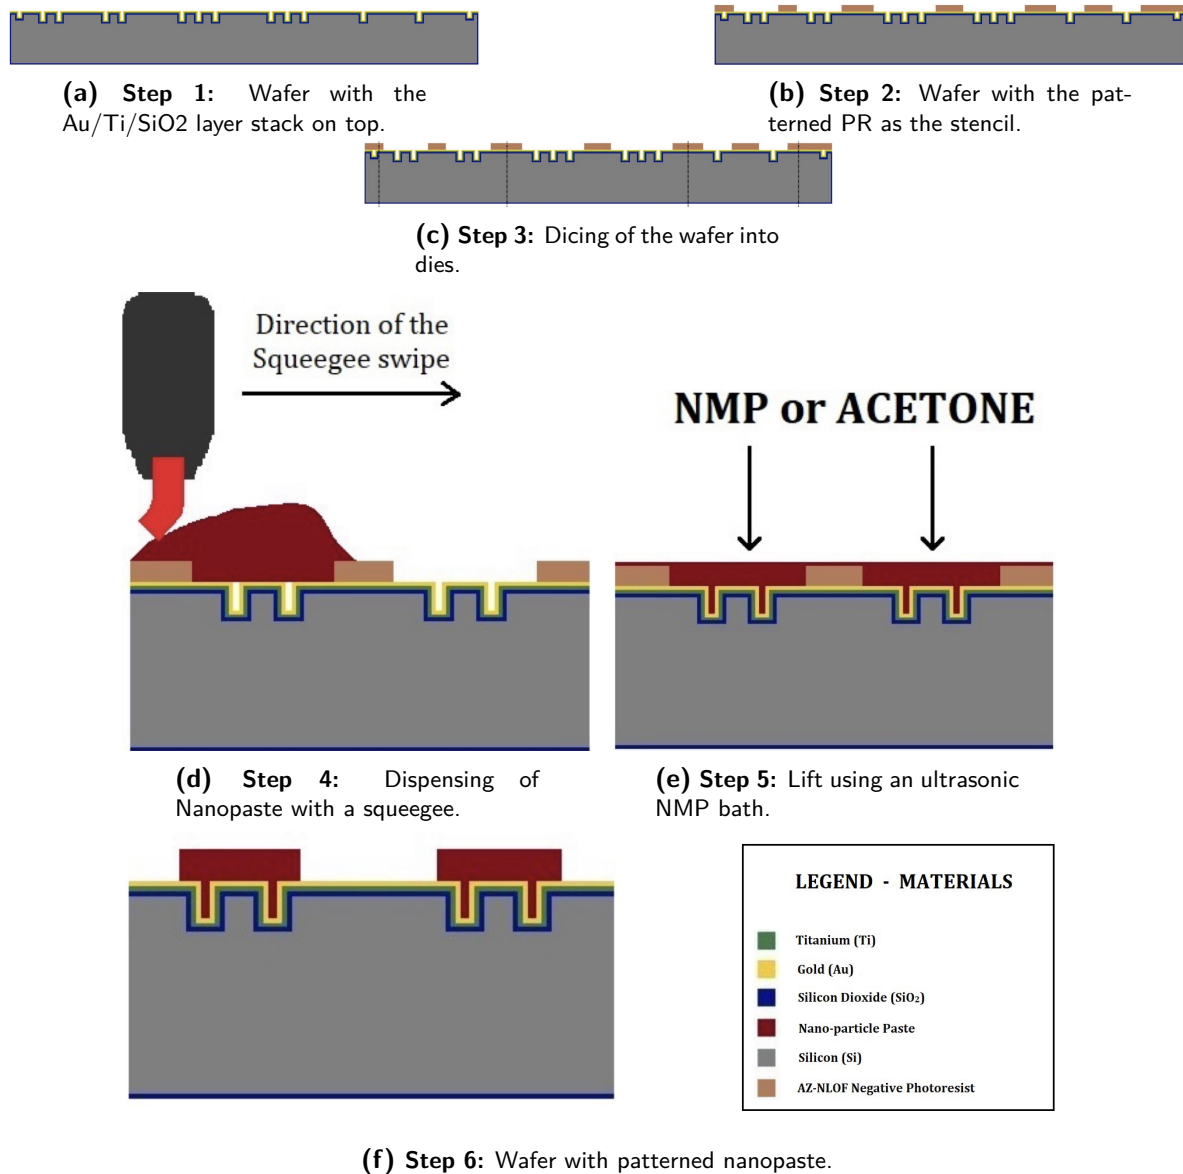 (a) Step 1: Wafer with the
Au/Ti/SiO2 layer stack on top.
(b) Step 2: Wafer with the pat-
terned PR as the stencil.
(c) Step 3: Dicing of the wafer into
dies.
Direction of the
Squeegee swipe
NMP or ACETONE
(d) Step 4: Dispensing of
Nanopaste with a squeegee.
(e) Step 5: Lift using an ultrasonic
NMP bath.
LEGEND - MATERIALS
Titanium (Ti)
Gold (Au)
Silicon Dioxide (SiO₂)
Nano-particle Paste
Silicon (Si)
AZ-NLOF Negative Photoresist
(f) Step 6: Wafer with patterned nanopaste.